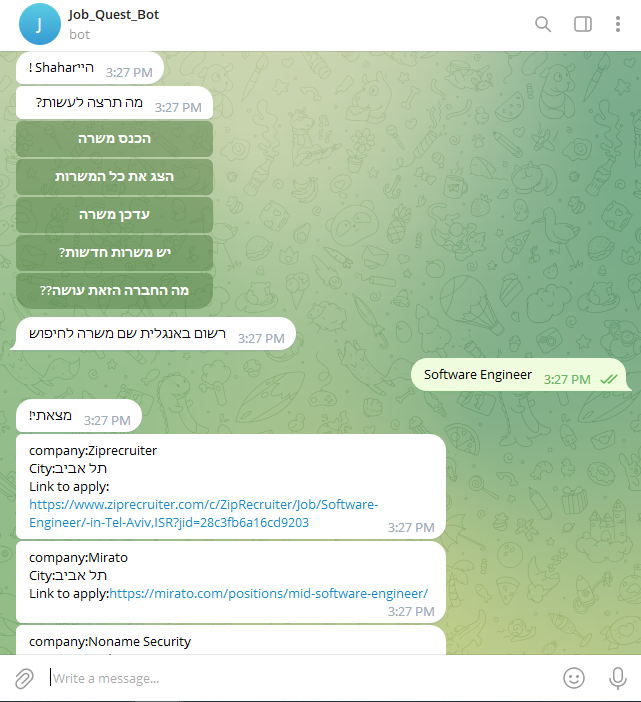 J
Job_Quest_Bot
bot
היי Shahar !
3:27 PM
מה תרצה לעשות?
3:27 PM
הכנס משרה
הצג את כל המשרות
עדכן משרה
יש משרות חדשות?
מה החברה הזאת עושה??
רשום באנגלית שם משרה לחיפוש
3:27 PM
Software Engineer
3:27 PM
מצאתי!
3:27 PM
company:Ziprecruiter
City:תל אביב
Link to apply:
https://www.ziprecruiter.com/c/ZipRecruiter/Job/Software-
Engineer/-in-Tel-Aviv,ISR?jid=28c3fb6a16cd9203
3:27 PM
company:Mirato
City:תל אביב
Link to apply:https://mirato.com/positions/mid-software-engineer/
3:27 PM
company:Noname Security
Write a message...